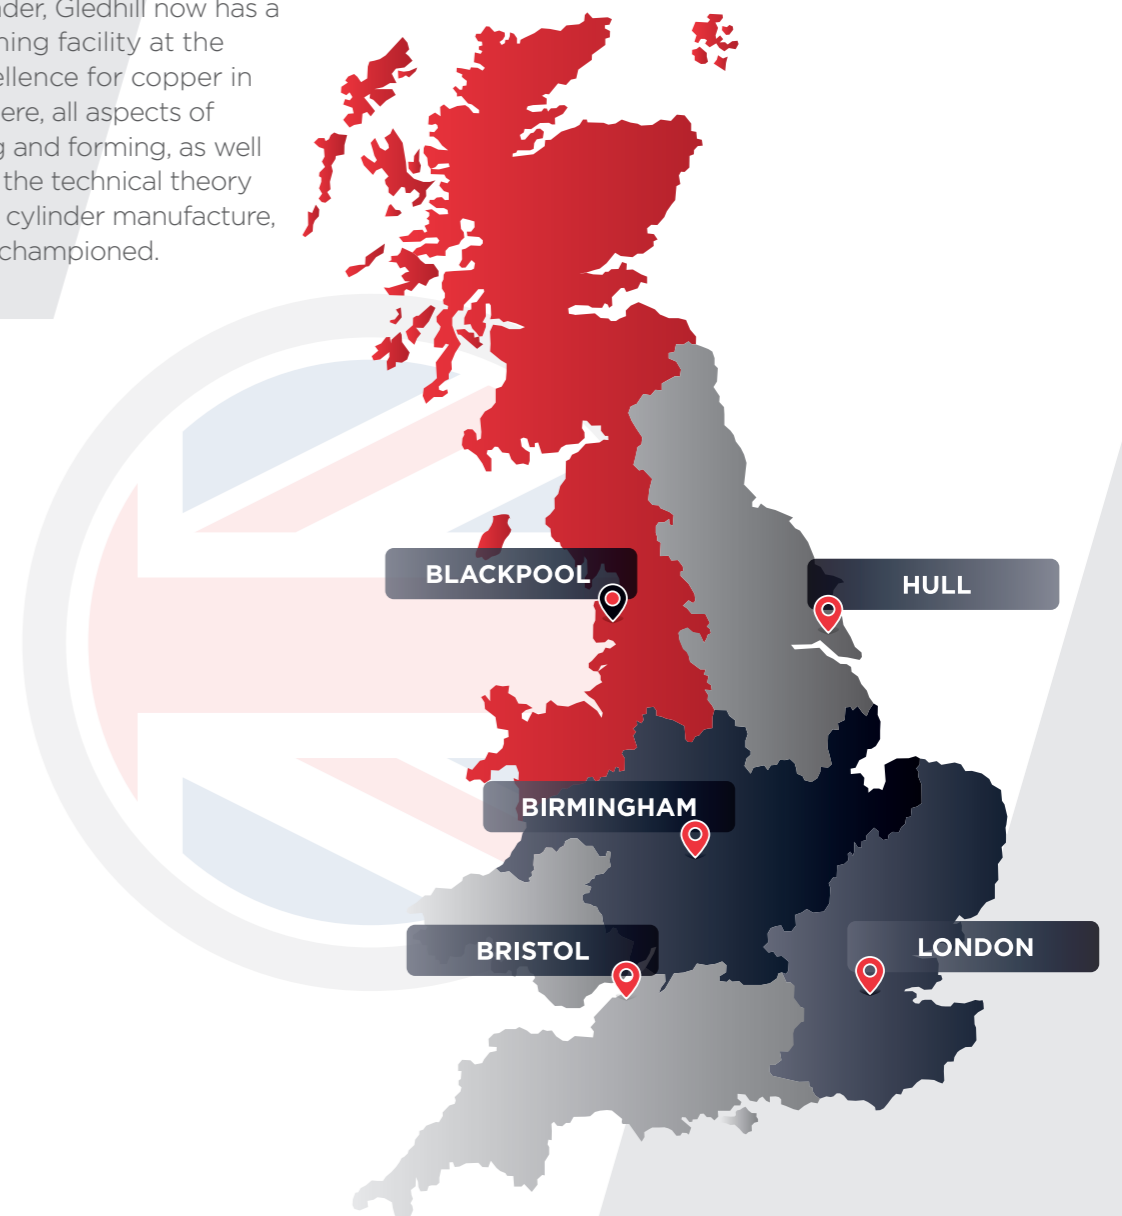 der, Gledhill now has a
ning facility at the
ellence for copper in
ere, all aspects of
g and forming, as well
the technical theory
cylinder manufacture,
championed.
BLACKPOOL
HULL
BIRMINGHAM
BRISTOL
LONDON